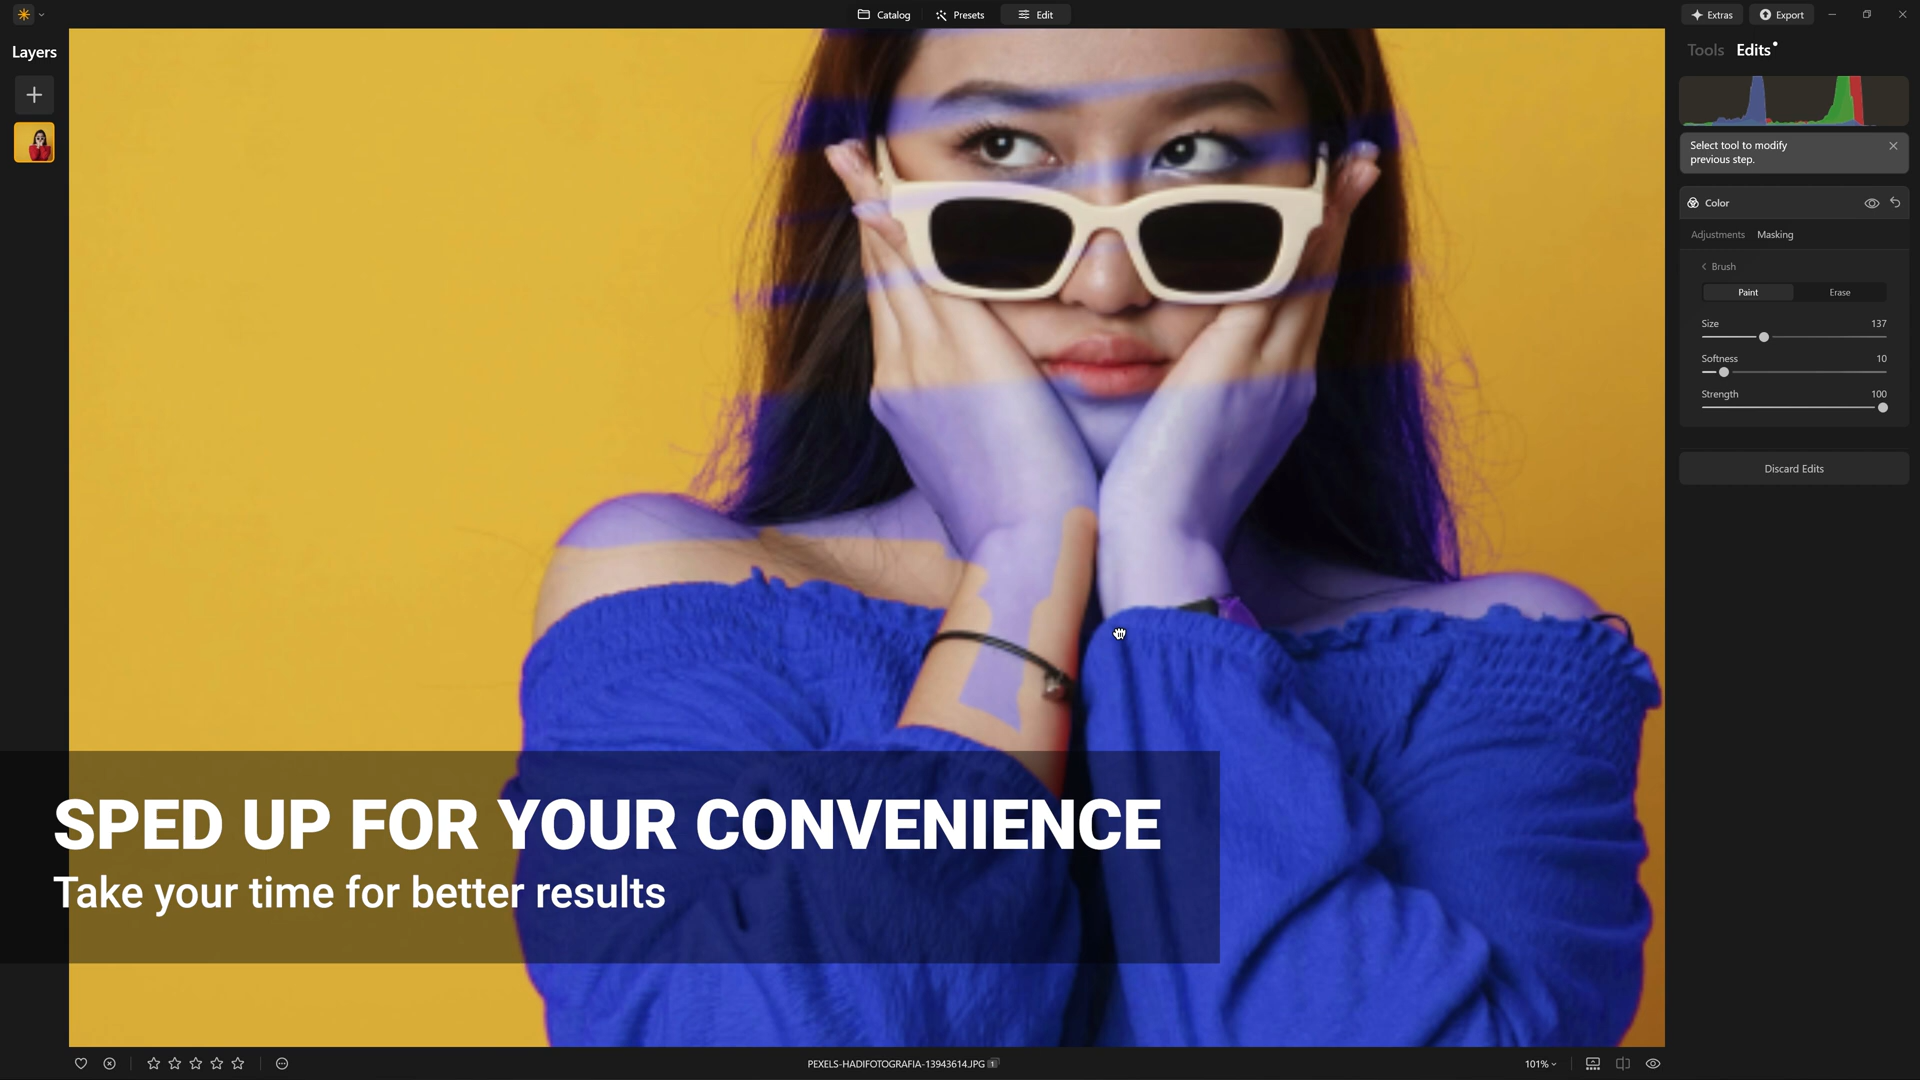 Catalog
Presets
Edit
Extras
Export
Layers
Tools
Edits
Select tool to modify
previous step.
Color
Adjustments
Masking
Brush
Paint
Erase
Size
137
Softness
10
Strength
100
Discard Edits
SPED UP FOR YOUR CONVENIENCE
Take your time for better results
PEXELS-HADIFOTOGRAFIA-13943614.JPG
1
101%